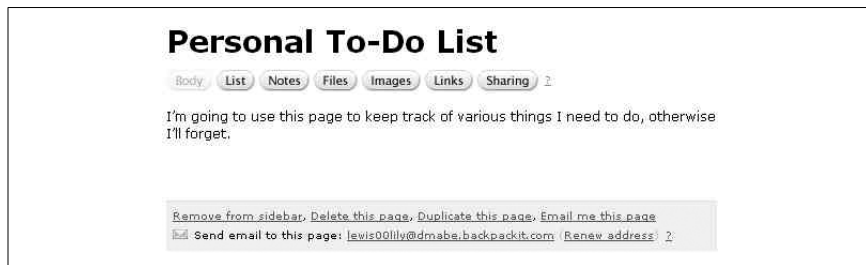 Personal To-Do List
Body List Notes Files Images Links Sharing ?
I'm going to use this page to keep track of various things I need to do, otherwise
I'll forget.
Remove from sidebar, Delete this page, Duplicate this page, Email me this page
Send email to this page: lewis00lily@dmabe.backpackit.com (Renew address) ?